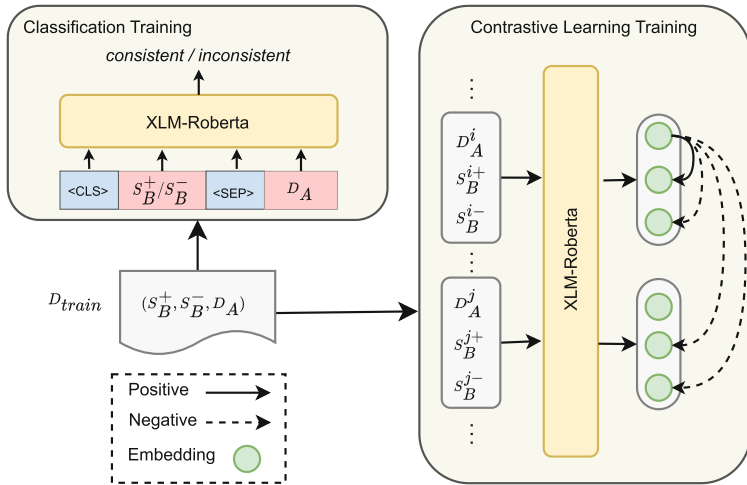 Classification Training
consistent / inconsistent
XLM-Roberta
<CLS> S_B^+/S_B^- <SEP> D_A
D_train
(S_B^+, S_B^-, D_A)
Positive
Negative
Embedding
Contrastive Learning Training
...
D_A^i
S_B^{i+}
S_B^{i-}
...
D_A^j
S_B^{j+}
S_B^{j-}
...
XLM-Roberta